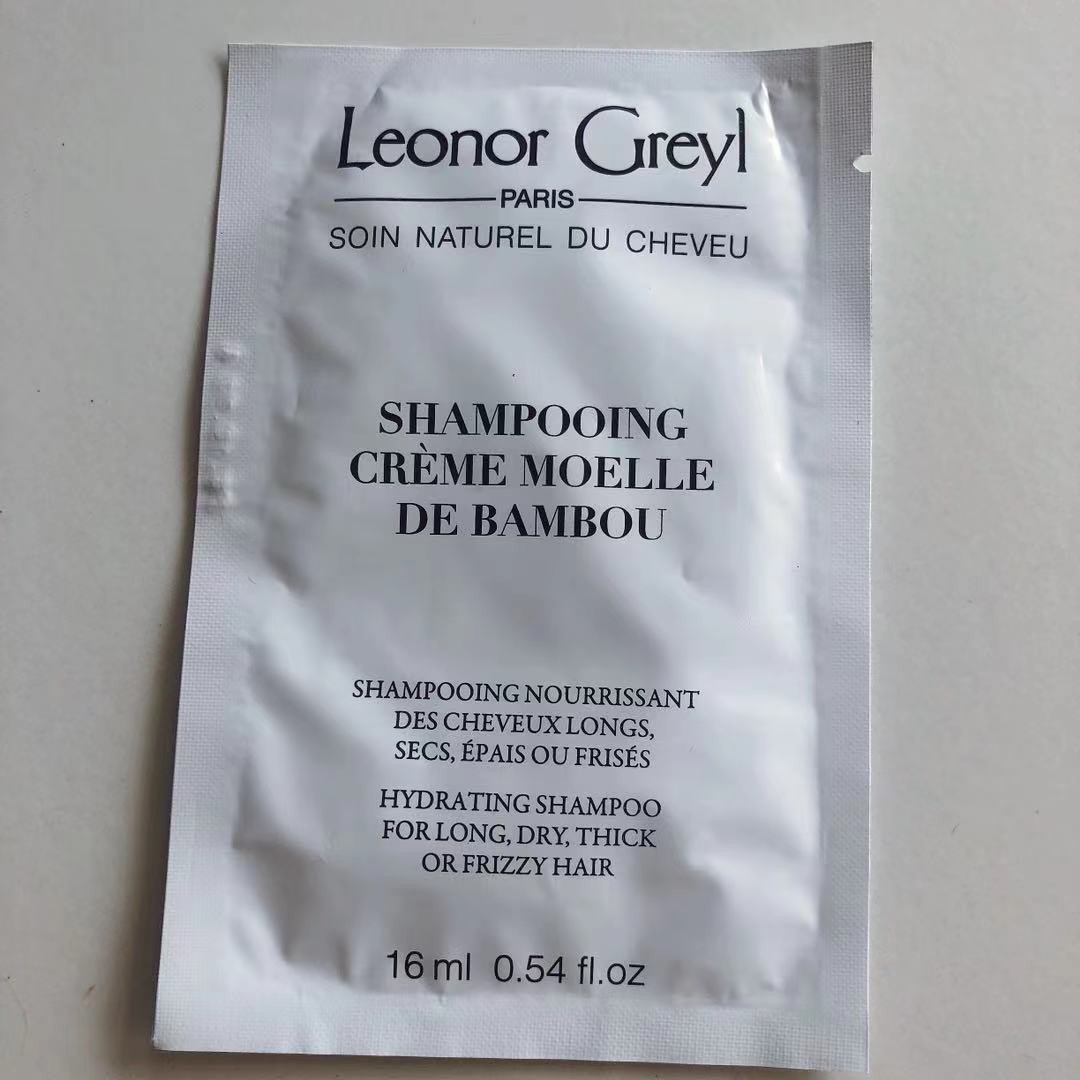 Leonor Greyl
PARIS
SOIN NATUREL DU CHEVEU
SHAMPOOING
CRÈME MOELLE
DE BAMBOU
SHAMPOOING NOURRISSANT
DES CHEVEUX LONGS,
SECS, ÉPAIS OU FRISÉS
HYDRATING SHAMPOO
FOR LONG, DRY, THICK
OR FRIZZY HAIR
16 ml 0.54 fl.oz